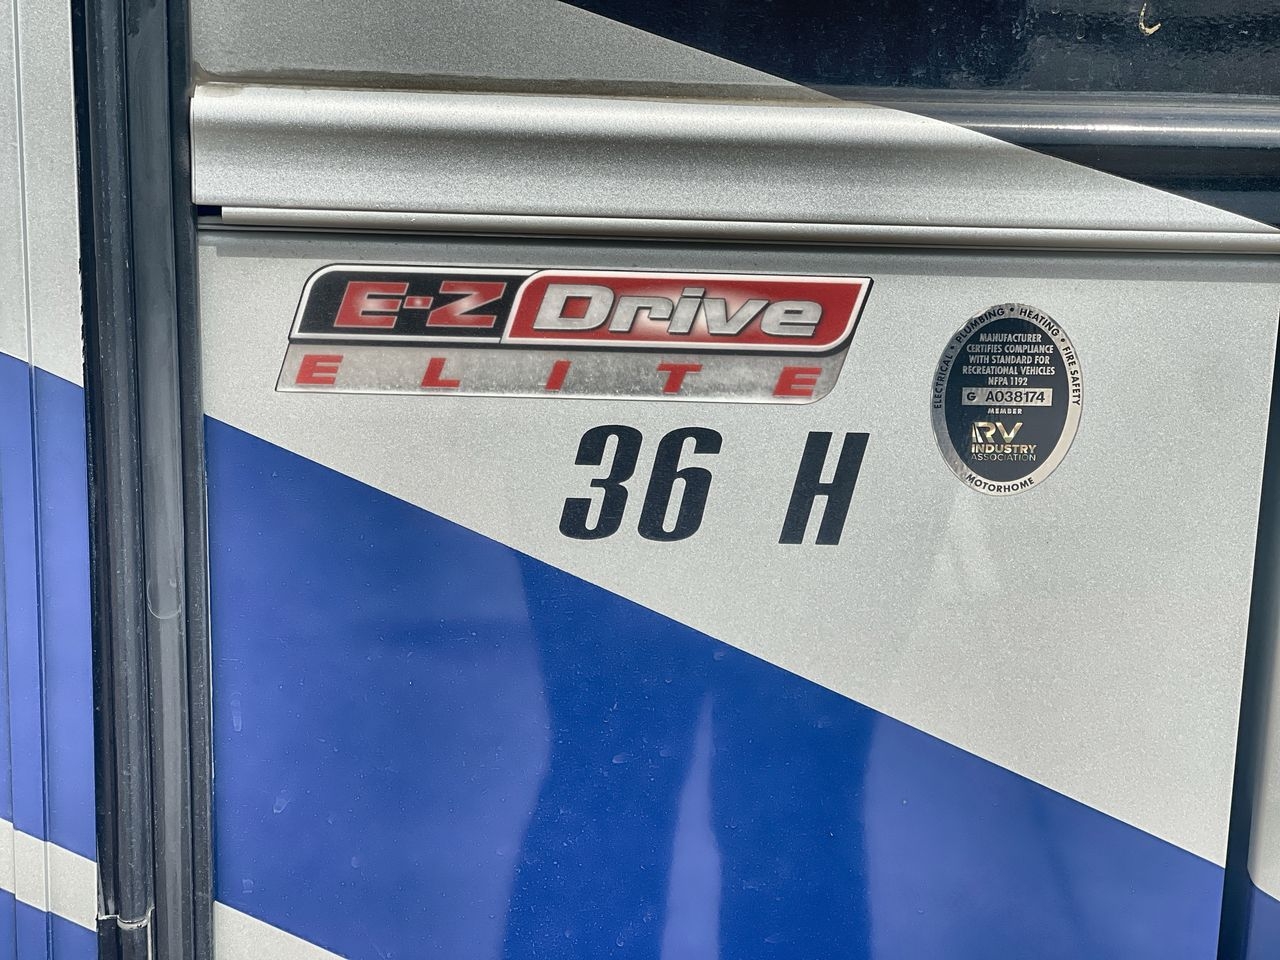 E-Z Drive
ELITE
36 H
ELECTRICAL • PLUMBING • HEATING • FIRE SAFETY
MANUFACTURER
CERTIFIES COMPLIANCE
WITH STANDARD FOR
RECREATIONAL VEHICLES
NFPA 1192
G A038174
MEMBER
RV
INDUSTRY
ASSOCIATION
MOTORHOME